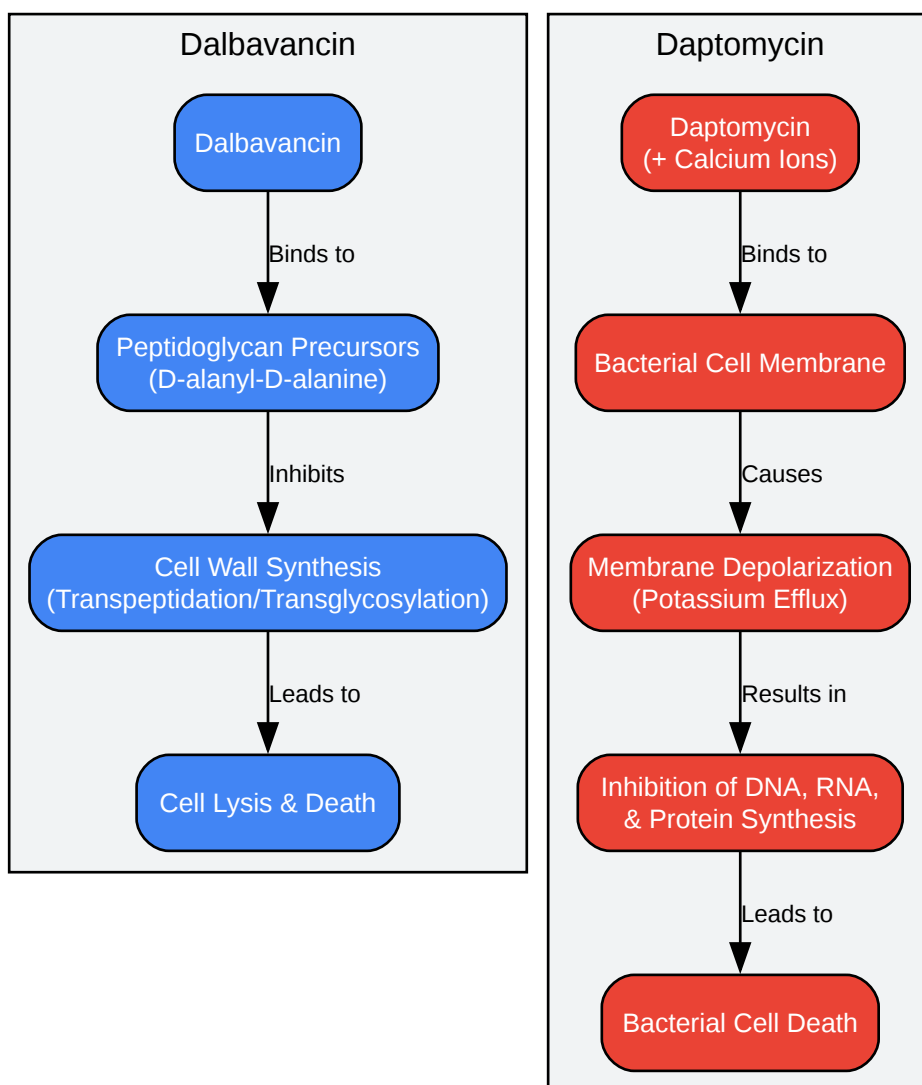 Dalbavancin
Dalbavancin
Binds to
Peptidoglycan Precursors
(D-alanyl-D-alanine)
Inhibits
Cell Wall Synthesis
(Transpeptidation/Transglycosylation)
Leads to
Cell Lysis & Death
Daptomycin
Daptomycin
(+ Calcium Ions)
Binds to
Bacterial Cell Membrane
Causes
Membrane Depolarization
(Potassium Efflux)
Results in
Inhibition of DNA, RNA,
& Protein Synthesis
Leads to
Bacterial Cell Death